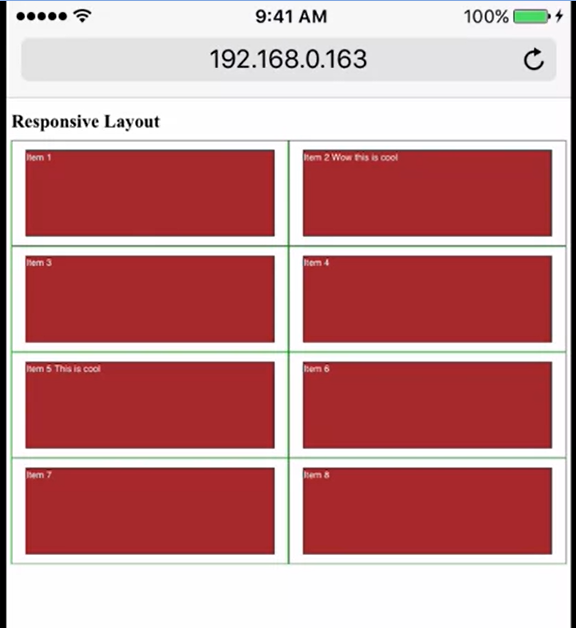 9:41 AM
100%
192.168.0.163
Responsive Layout
Item 1
Item 2 Wow this is cool
Item 3
Item 4
Item 5 This is cool
Item 6
Item 7
Item 8